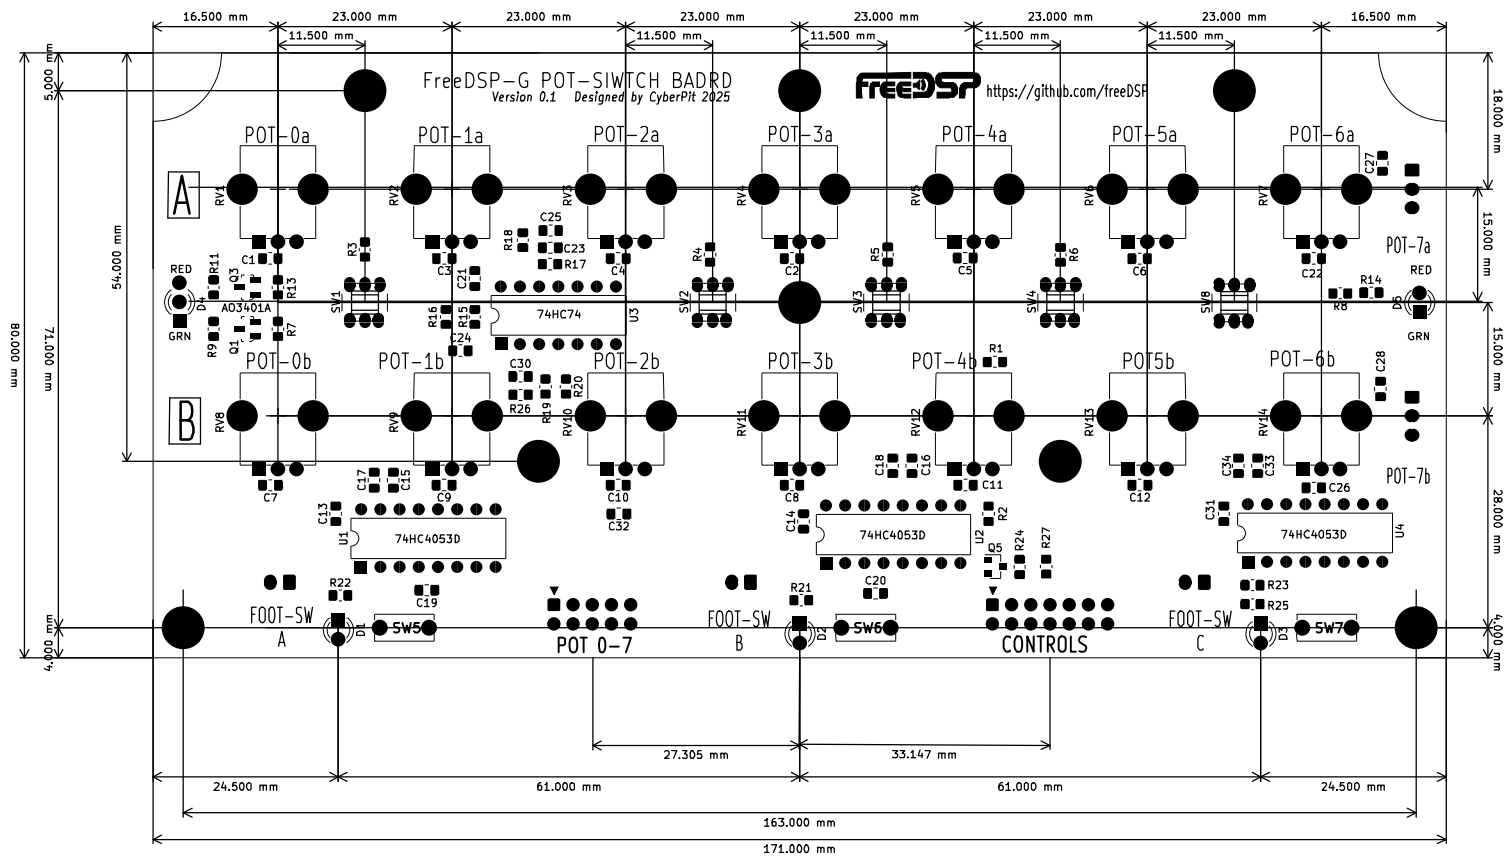 16.500 mm 23.000 mm 23.000 mm 23.000 mm 23.000 mm 23.000 mm 23.000 mm 16.500 mm
11.500 mm 11.500 mm 11.500 mm 11.500 mm 11.500 mm
5.000 mm
18.000 mm
FreeDSP-G POT-SIWTCH BADRD
Version 0.1 Designed by CyberPit 2025
FreeDSP https://github.com/freeDSP
POT-0a POT-1a POT-2a POT-3a POT-4a POT-5a POT-6a
C27
A
RV1 RV2 RV3 RV4 RV5 RV6 RV7
15.000 mm
54.000 mm
C25
R18
C23
R17
R3 R4 R5 R6
C1 C3 C4 C2 C5 C6 C22
POT-7a
RED
R11 Q3 R13
C21
RED
R14
R8
D4 AO3401A
SW1 SW2 SW3 SW4 SW8
D5
R16 R15 74HC74 U3
GRN
R9 Q1 R7
C24
GRN
80.000 mm
71.000 mm
15.000 mm
POT-0b POT-1b POT-2b POT-3b POT-4b POT5b POT-6b
R1
C28
C30
R26 R19 R20
B
RV8 RV9 RV10 RV11 RV12 RV13 RV14
C17 C15 C18 C16 C34 C33
POT-7b
C7 C9 C10 C8 C11 C12 C26
28.000 mm
C13 C32 C14 R2 C31
U1 74HC4053D 74HC4053D U2 74HC4053D U4
Q5 R24 R27
R22 C19 R21 C20 R23
R25
FOOT-SW
A
D1 SW5
FOOT-SW
B
D2 SW6
FOOT-SW
C
D3 SW7
POT 0-7 CONTROLS
4.000 mm 4.000 mm
27.305 mm 33.147 mm
24.500 mm 61.000 mm 61.000 mm 24.500 mm
163.000 mm
171.000 mm